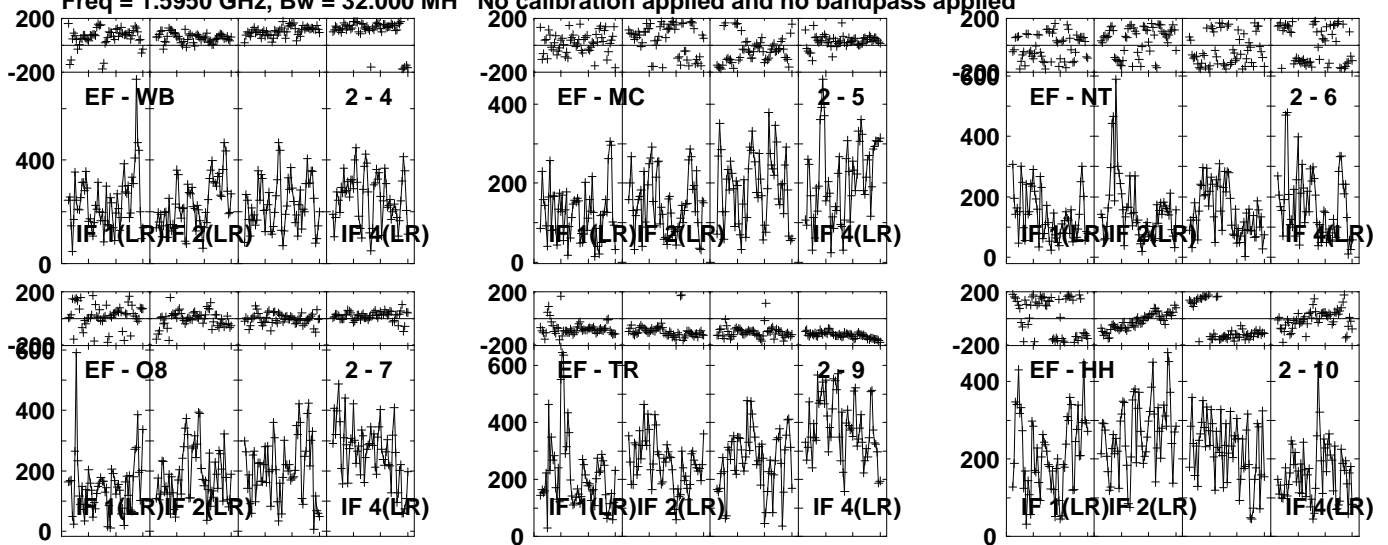 Freq = 1.5950 GHz, Bw = 32.000 MH No calibration applied and no bandpass applied
200
-200
EF - WB 2 - 4
400
IF 1(LR) IF 2(LR) IF 4(LR)
0
200
-200
EF - MC 2 - 5
400
200
IF 1(LR) IF 2(LR) IF 4(LR)
0
200
-200
600
EF - NT 2 - 6
400
200
IF 1(LR) IF 2(LR) IF 4(LR)
0
200
-200
600
EF - O8 2 - 7
400
200
IF 1(LR) IF 2(LR) IF 4(LR)
0
200
-200
600
EF - TR 2 - 9
400
200
IF 1(LR) IF 2(LR) IF 4(LR)
0
200
-200
EF - HH 2 - 10
400
200
IF 1(LR) IF 2(LR) IF 4(LR)
0